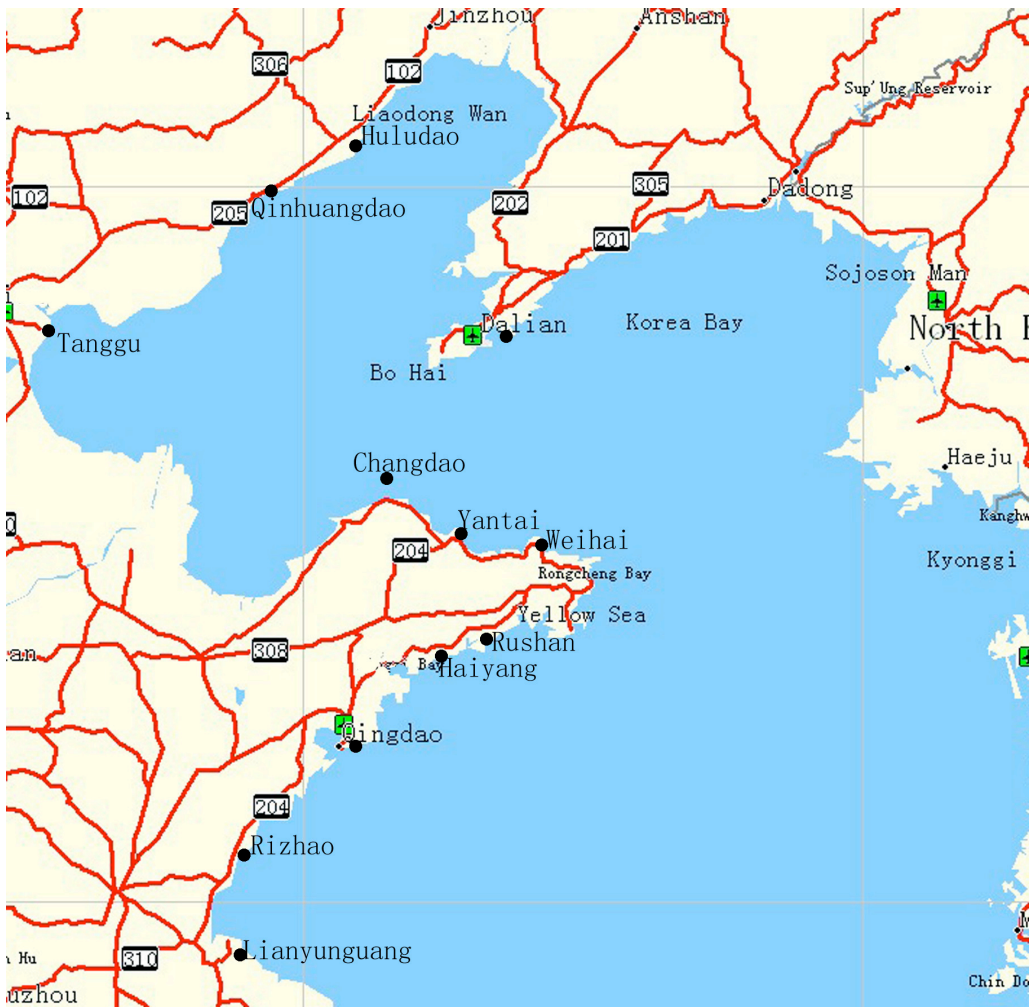 Jinzhou
Anshan
306
102
Sup'Ung Reservoir
Liaodong Wan
Huludao
305
Dadong
102
Qinhuangdao
202
205
201
Sojoson Man
Tanggu
Dalian
Korea Bay
North
Bo Hai
Changdao
Haeju
Yantai
Kanghw
204
Weihai
Kyonggi
Rongcheng Bay
Yellow Sea
308
Rushan
Bay
Haiyang
Qingdao
204
Rizhao
Lianyunguang
310
Hu
Chin Do
uzhou